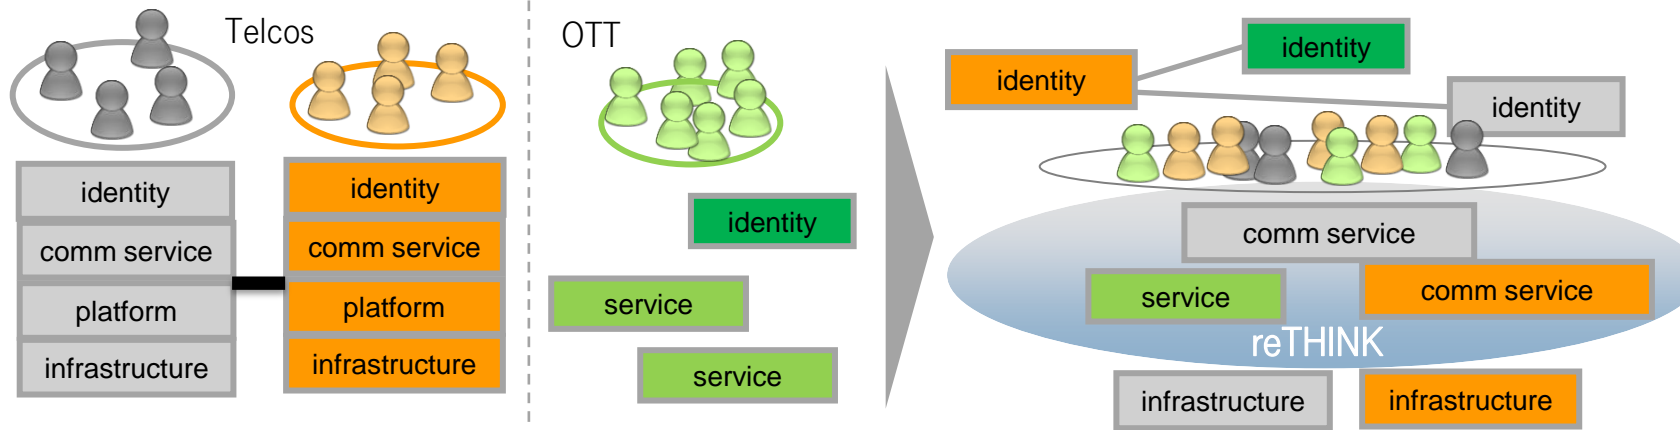 Telcos
identity
comm service
platform
infrastructure
identity
comm service
platform
infrastructure
OTT
identity
service
service
identity
identity
identity
comm service
service
comm service
reTHINK
infrastructure
infrastructure